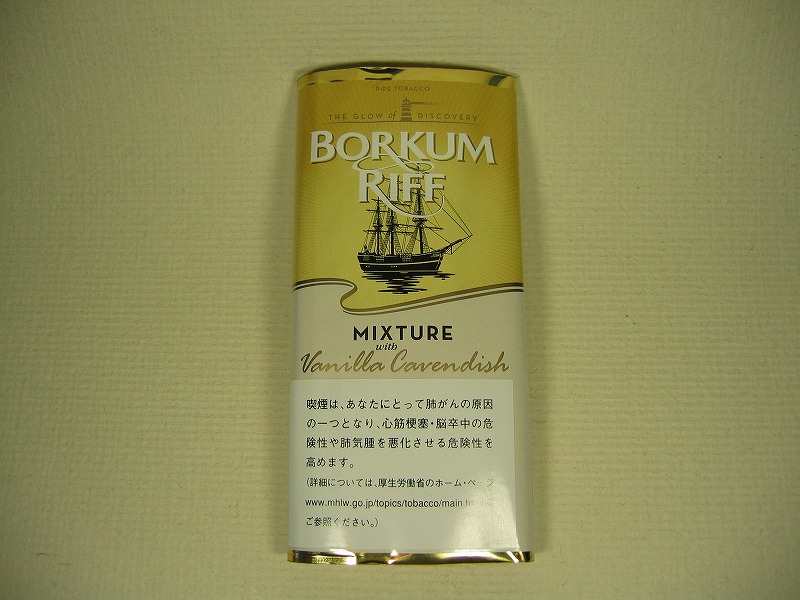 PIPE TOBACCO
THE GLOW of DISCOVERY
BORKUM
RIFF
MIXTURE
with
Vanilla Cavendish
喫煙は、あなたにとって肺がんの原因
の一つとなり、心筋梗塞・脳卒中の危
険性や肺気腫を悪化させる危険性を
高めます。
(詳細については、厚生労働省のホーム・ページ
www.mhlw.go.jp/topics/tobacco/main.h
ご参照ください。)